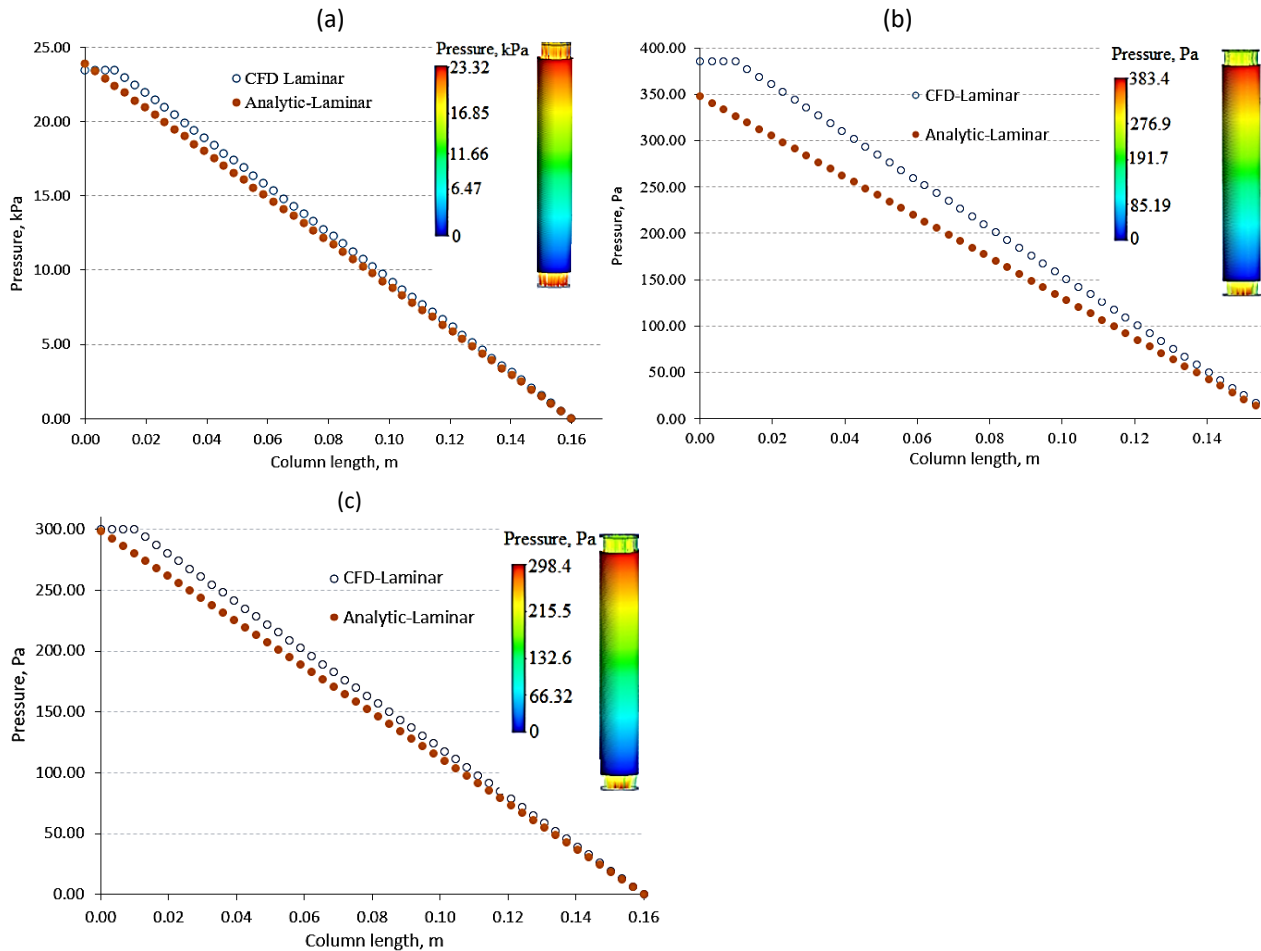 (a)
25.00
20.00
15.00
10.00
5.00
0.00
Pressure, kPa
0.00 0.02 0.04 0.06 0.08 0.10 0.12 0.14 0.16
Column length, m
CFD Laminar
Analytic-Laminar
Pressure, kPa
23.32
16.85
11.66
6.47
0
(b)
400.00
350.00
300.00
250.00
200.00
150.00
100.00
50.00
0.00
Pressure, Pa
0.00 0.02 0.04 0.06 0.08 0.10 0.12 0.14
Column length, m
CFD-Laminar
Analytic-Laminar
Pressure, Pa
383.4
276.9
191.7
85.19
0
(c)
300.00
250.00
200.00
150.00
100.00
50.00
0.00
Pressure, Pa
0.00 0.02 0.04 0.06 0.08 0.10 0.12 0.14 0.16
Column length, m
CFD-Laminar
Analytic-Laminar
Pressure, Pa
298.4
215.5
132.6
66.32
0